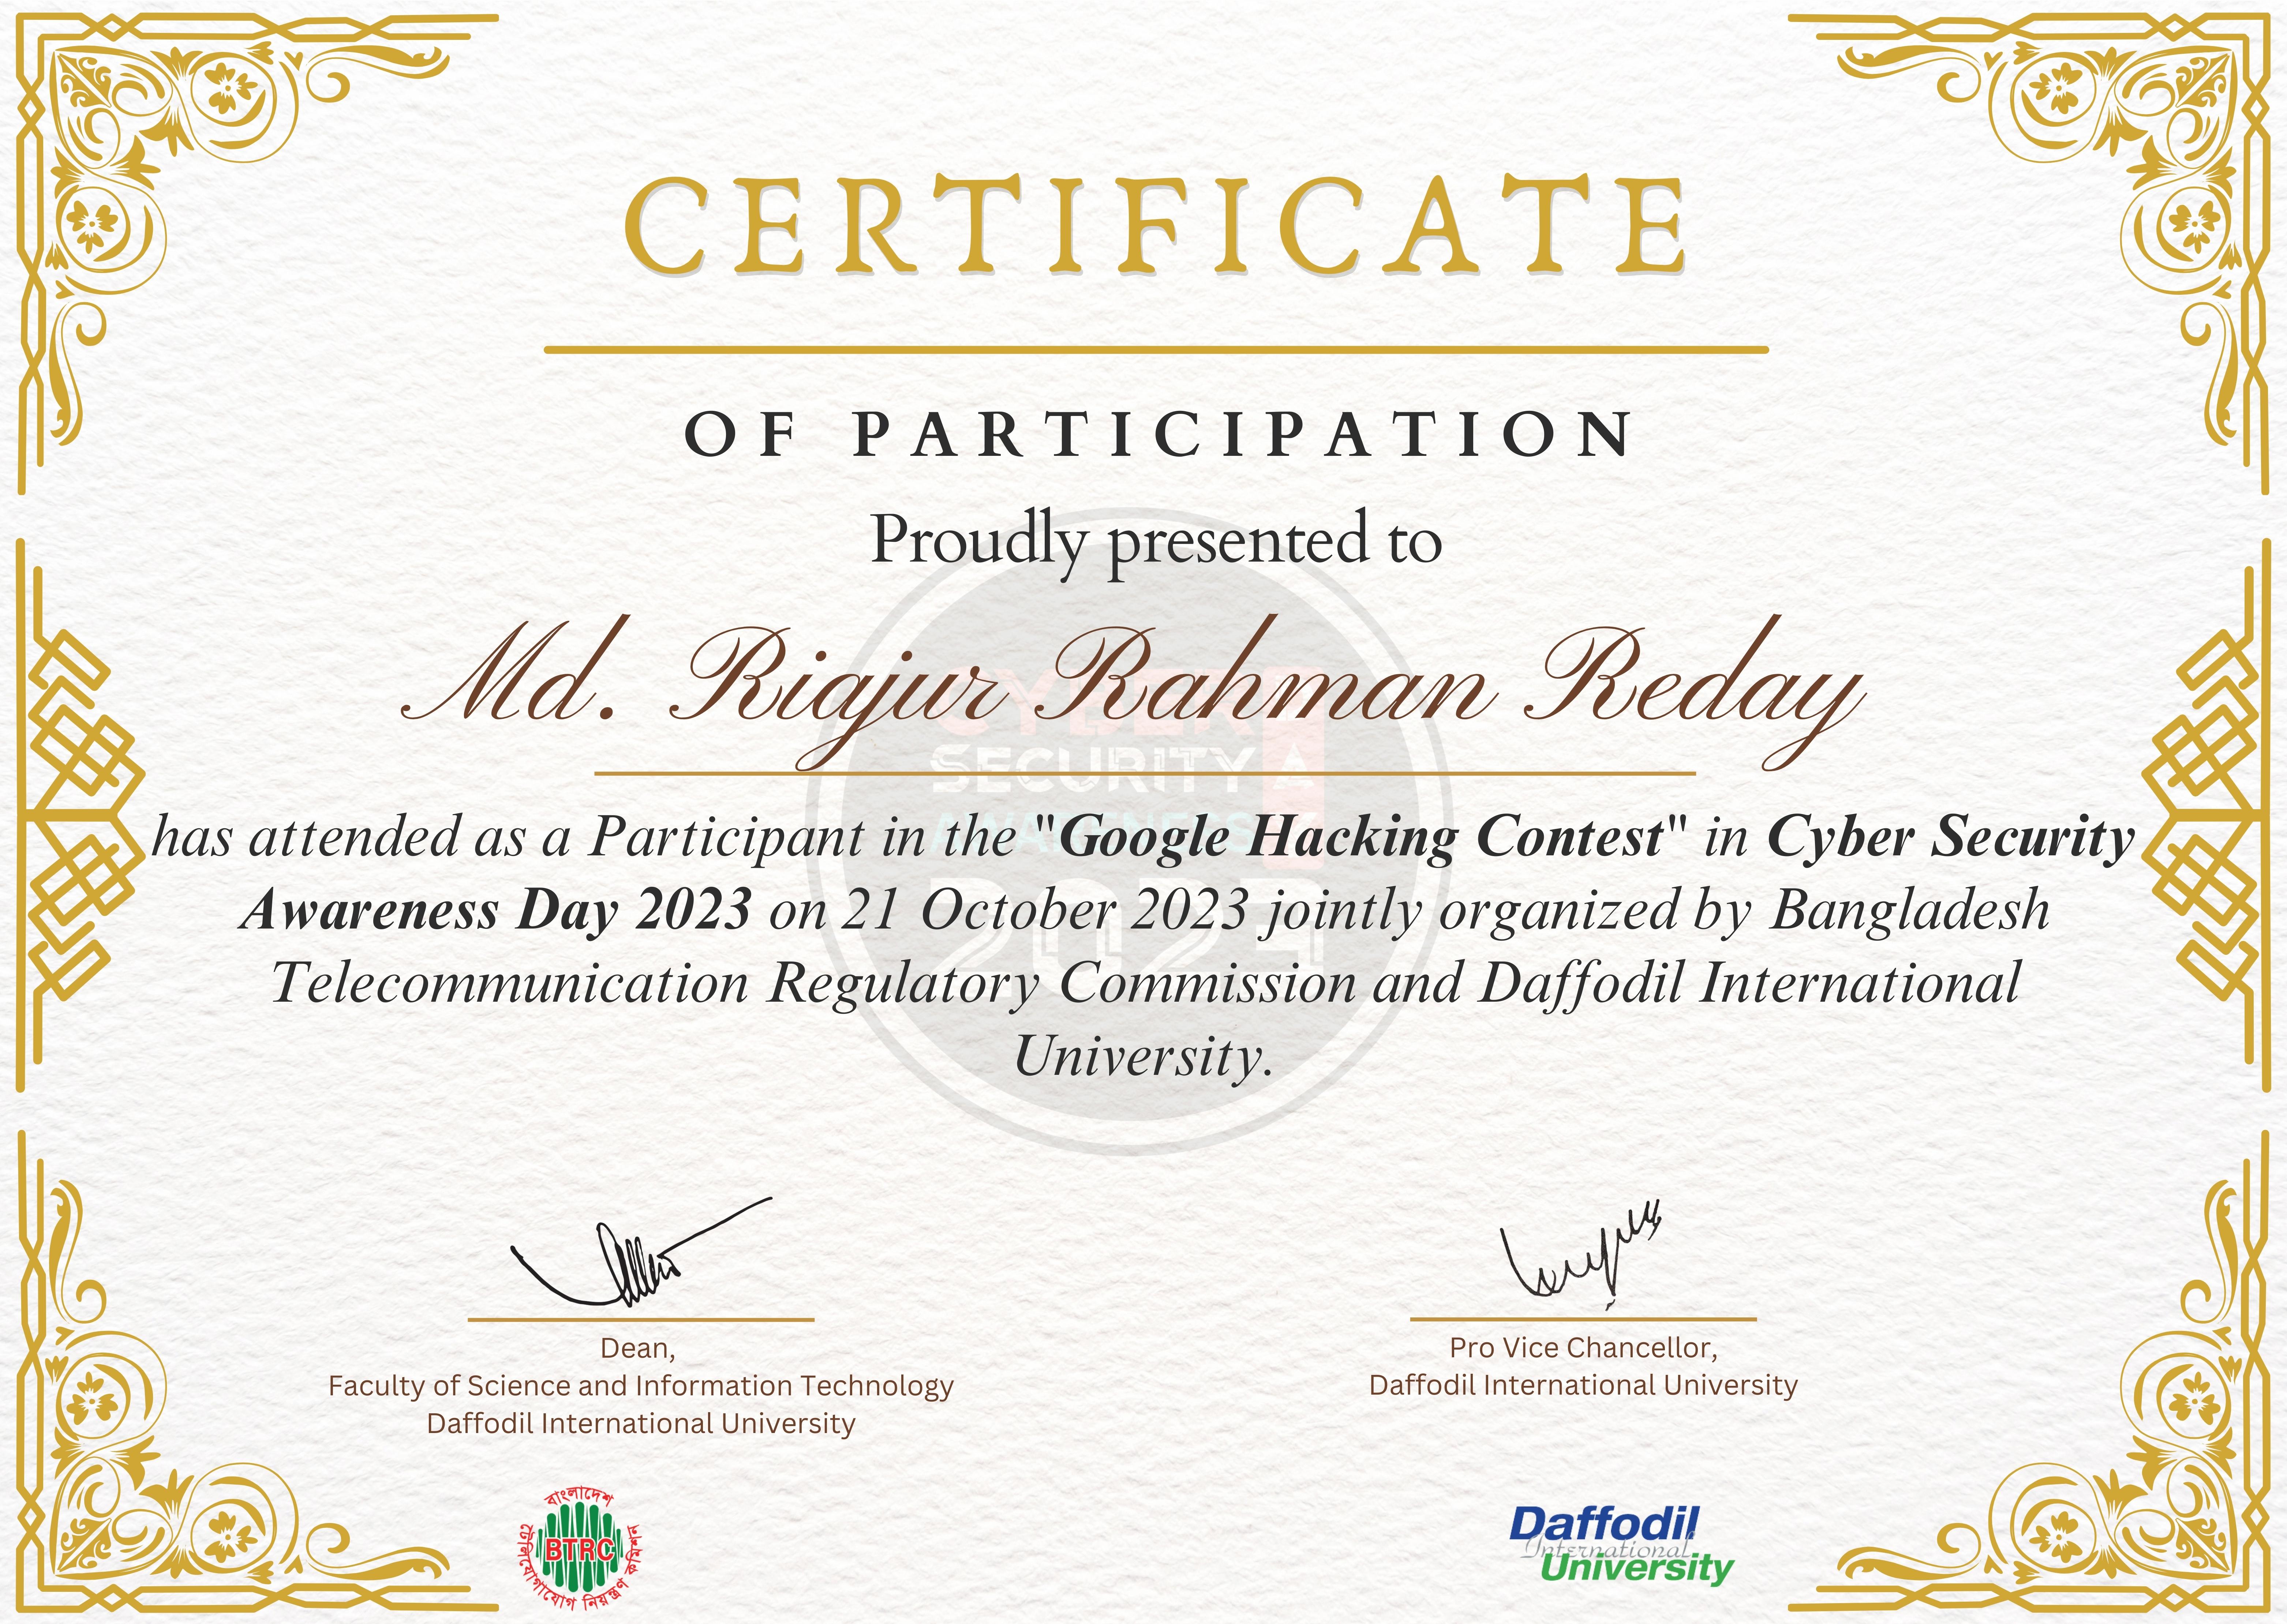 CERTIFICATE
OF PARTICIPATION
Proudly presented to
Md. Riajur Rahman Reday
CYBER
SECURITY
AWARENESS
has attended as a Participant in the "Google Hacking Contest" in Cyber Security
Awareness Day 2023 on 21 October 2023 jointly organized by Bangladesh
Telecommunication Regulatory Commission and Daffodil International
University.
Dean,
Faculty of Science and Information Technology
Daffodil International University
Pro Vice Chancellor,
Daffodil International University
বাংলাদেশ
টেলিযোগাযোগ নিয়ন্ত্রণ কমিশন
BTRC
Daffodil
International
University